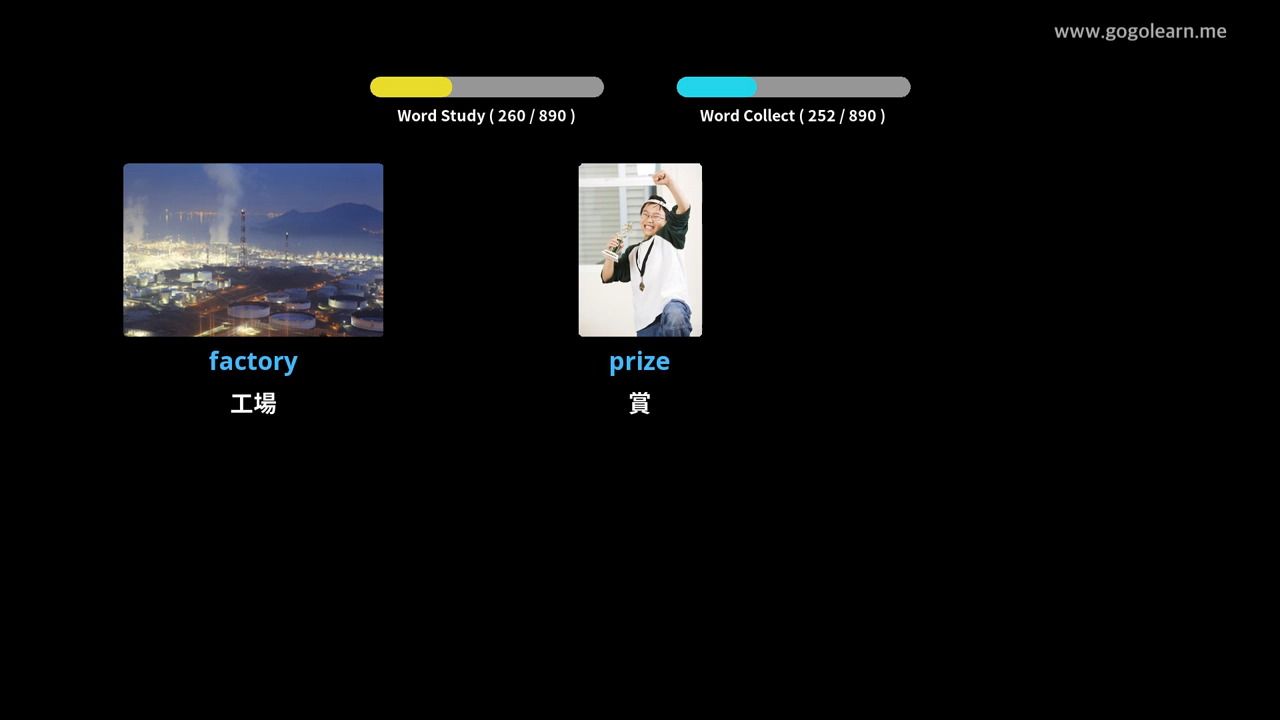 www.gogolearn.me
Word Study ( 260 / 890 )
Word Collect ( 252 / 890 )
factory
工場
prize
賞